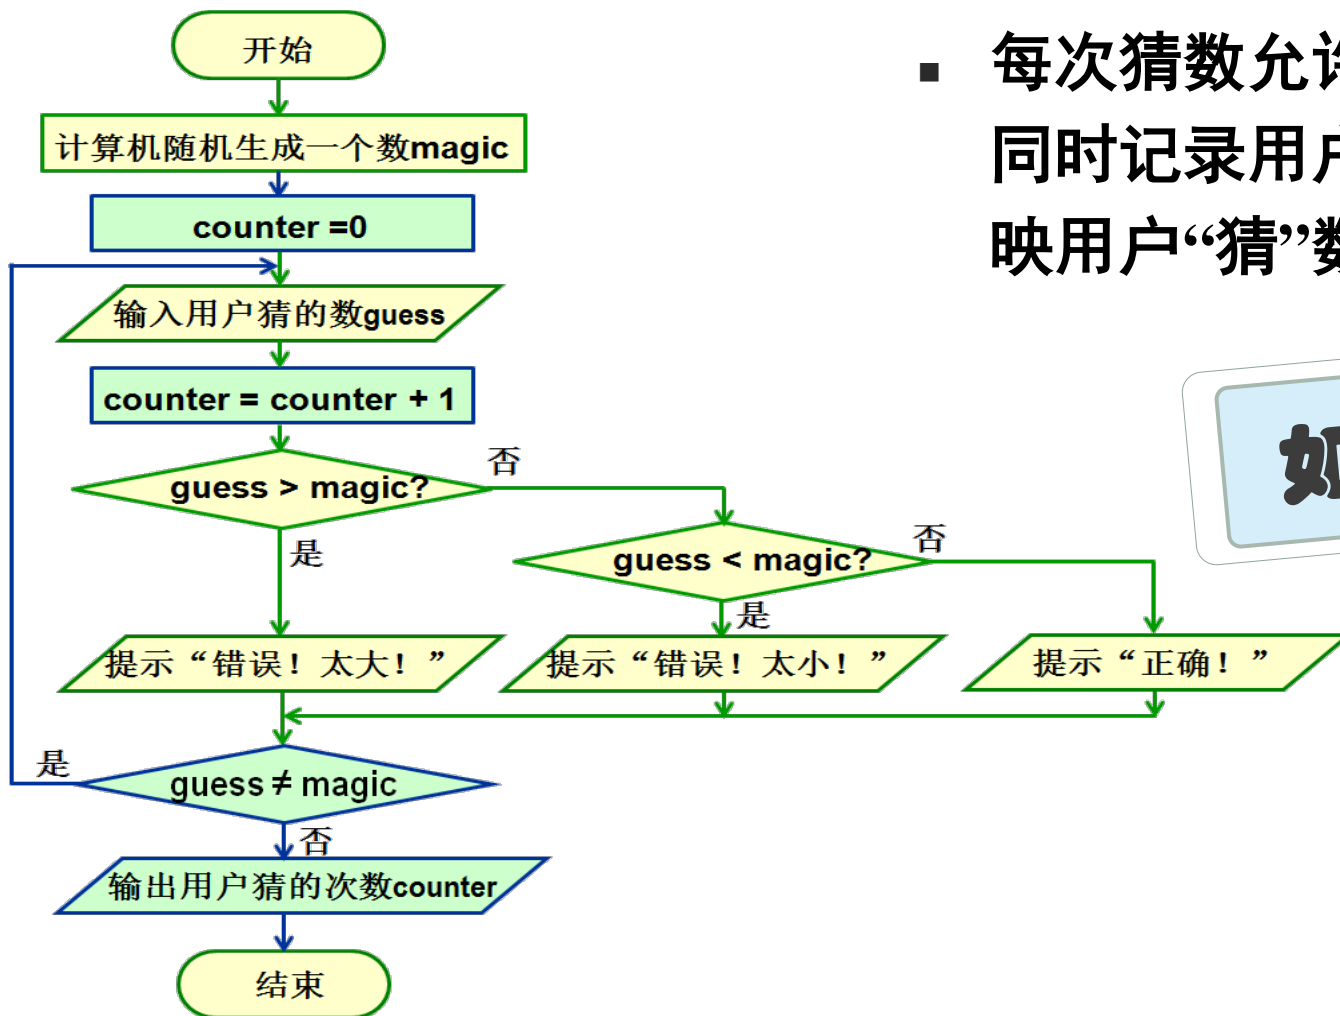 开始
计算机随机生成一个数magic
counter =0
输入用户猜的数guess
counter = counter + 1
guess > magic?
否
是
guess < magic?
否
是
提示“错误！太大！”
提示“错误！太小！”
提示“正确！”
guess ≠ magic
是
否
输出用户猜的次数counter
结束
■ 每次猜数允许
同时记录用户
映用户“猜”数
如